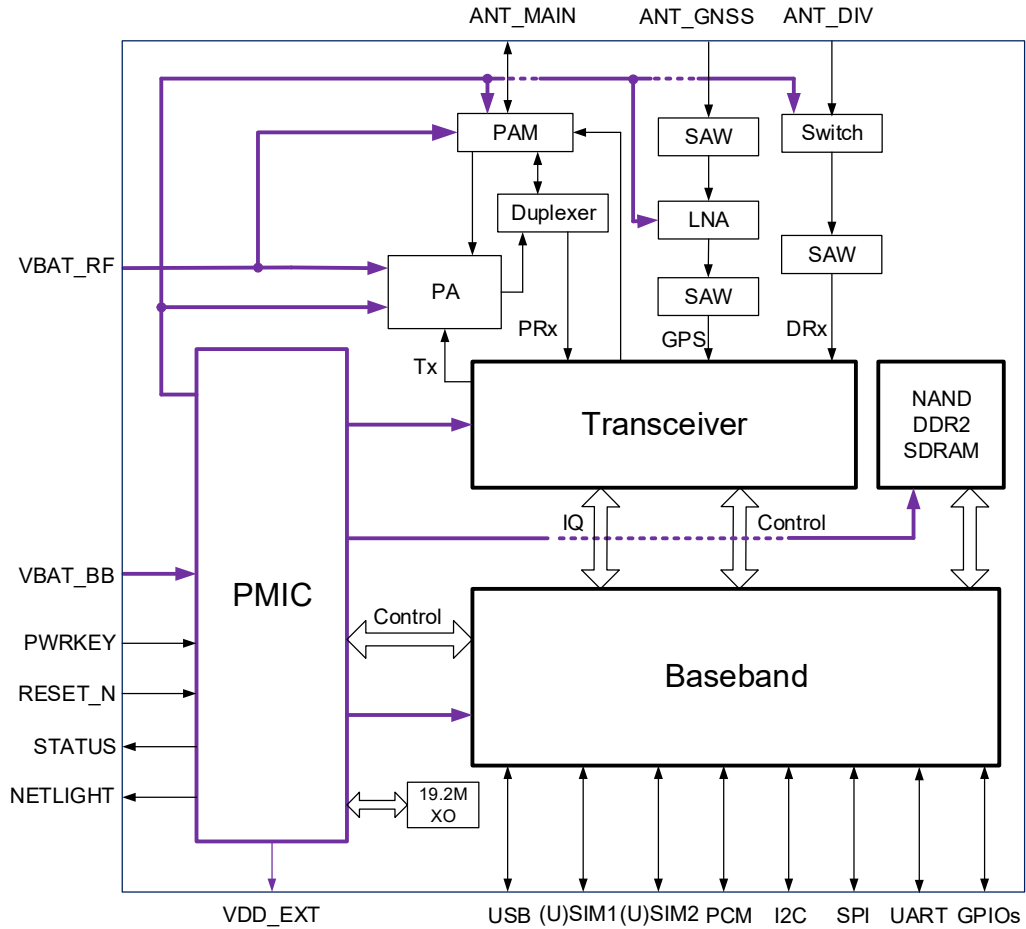 ANT_MAIN
ANT_GNSS
ANT_DIV
PAM
SAW
Switch
Duplexer
LNA
SAW
VBAT_RF
PA
SAW
PRx
GPS
DRx
Tx
Transceiver
NAND
DDR2
SDRAM
IQ
Control
VBAT_BB
PMIC
Control
PWRKEY
Baseband
RESET_N
STATUS
NETLIGHT
19.2M
XO
VDD_EXT
USB
(U)SIM1
(U)SIM2
PCM
I2C
SPI
UART
GPIOs